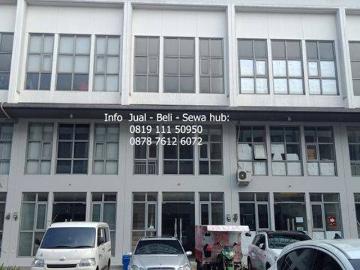 Info Jual - Beli - Sewa hub:
0819 111 50950
0878 7612 6072